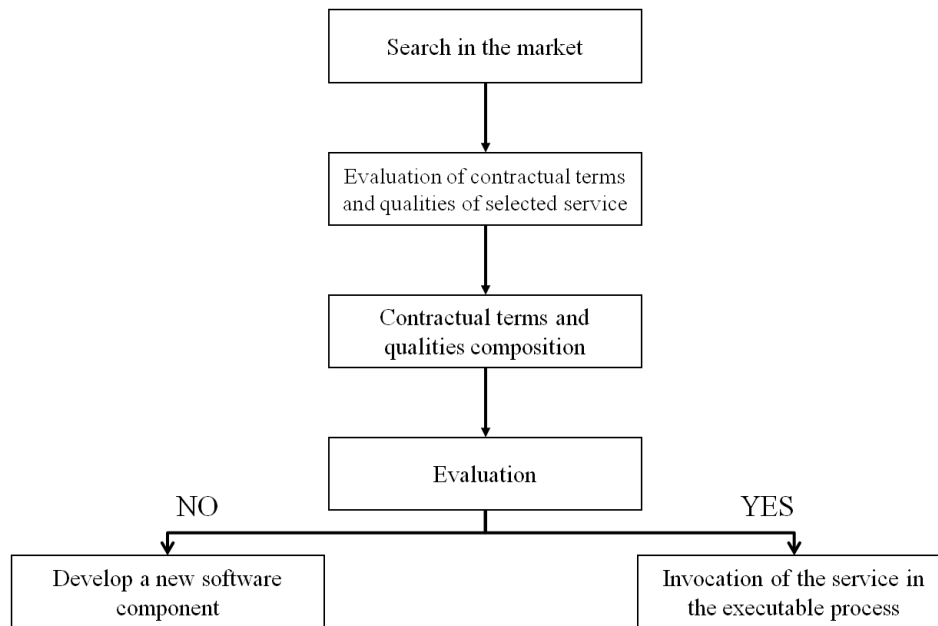 Search in the market
Evaluation of contractual terms
and qualities of selected service
Contractual terms and
qualities composition
Evaluation
NO
YES
Develop a new software
component
Invocation of the service in
the executable process